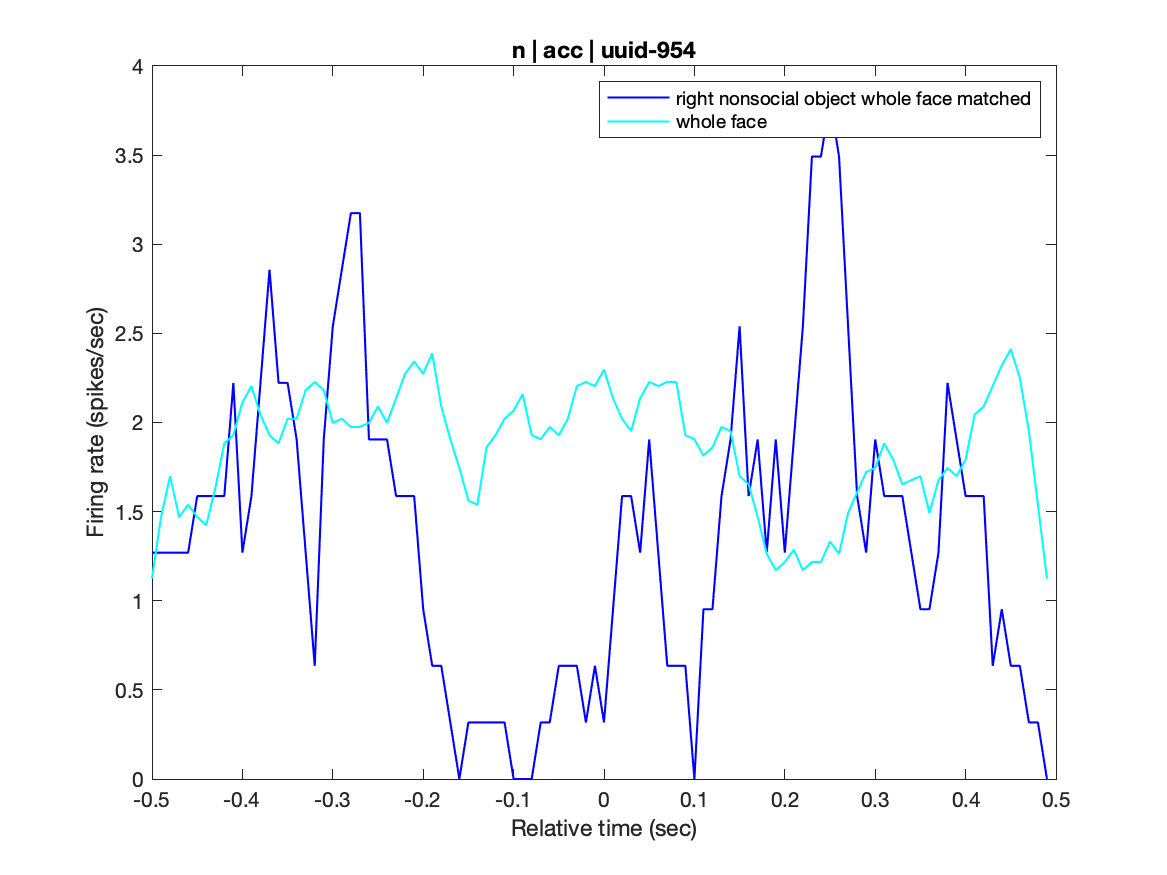 n | acc | uuid-954
right nonsocial object whole face matched
whole face
Firing rate (spikes/sec)
4
3.5
3
2.5
2
1.5
1
0.5
0
-0.5 -0.4 -0.3 -0.2 -0.1 0 0.1 0.2 0.3 0.4 0.5
Relative time (sec)